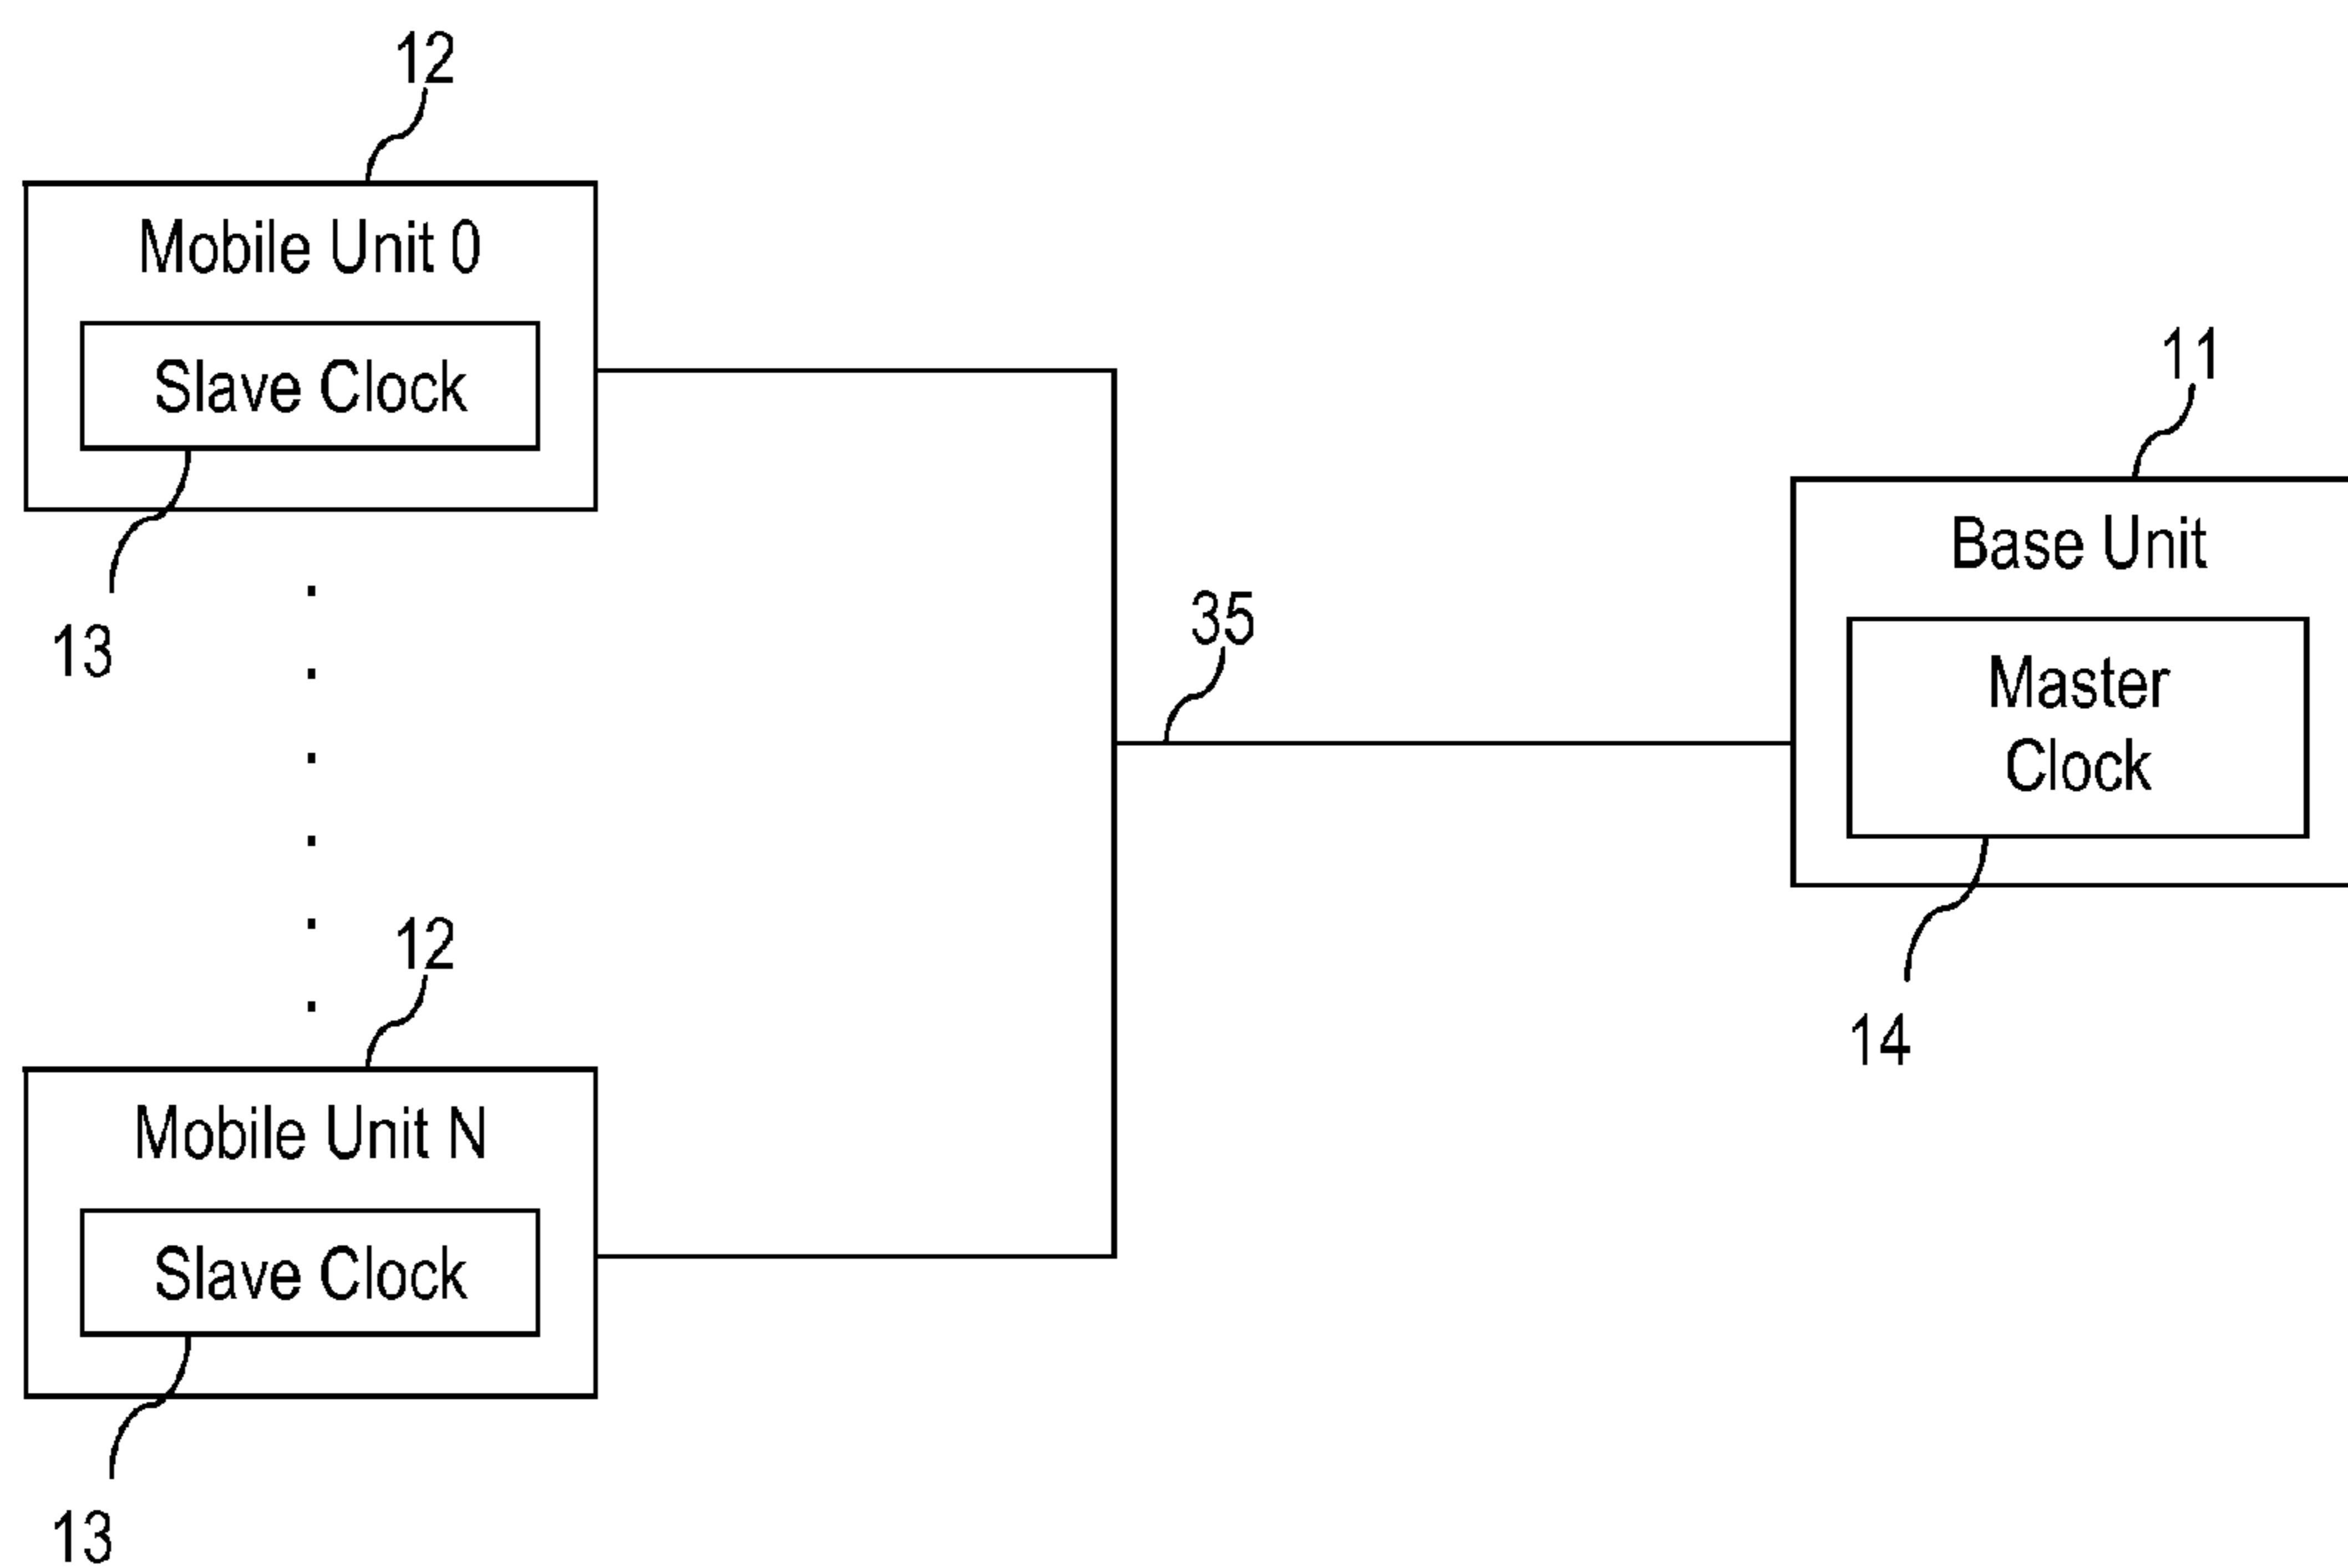 12
Mobile Unit 0
Slave Clock
13
11
Base Unit
Master
Clock
14
35
12
Mobile Unit N
Slave Clock
13